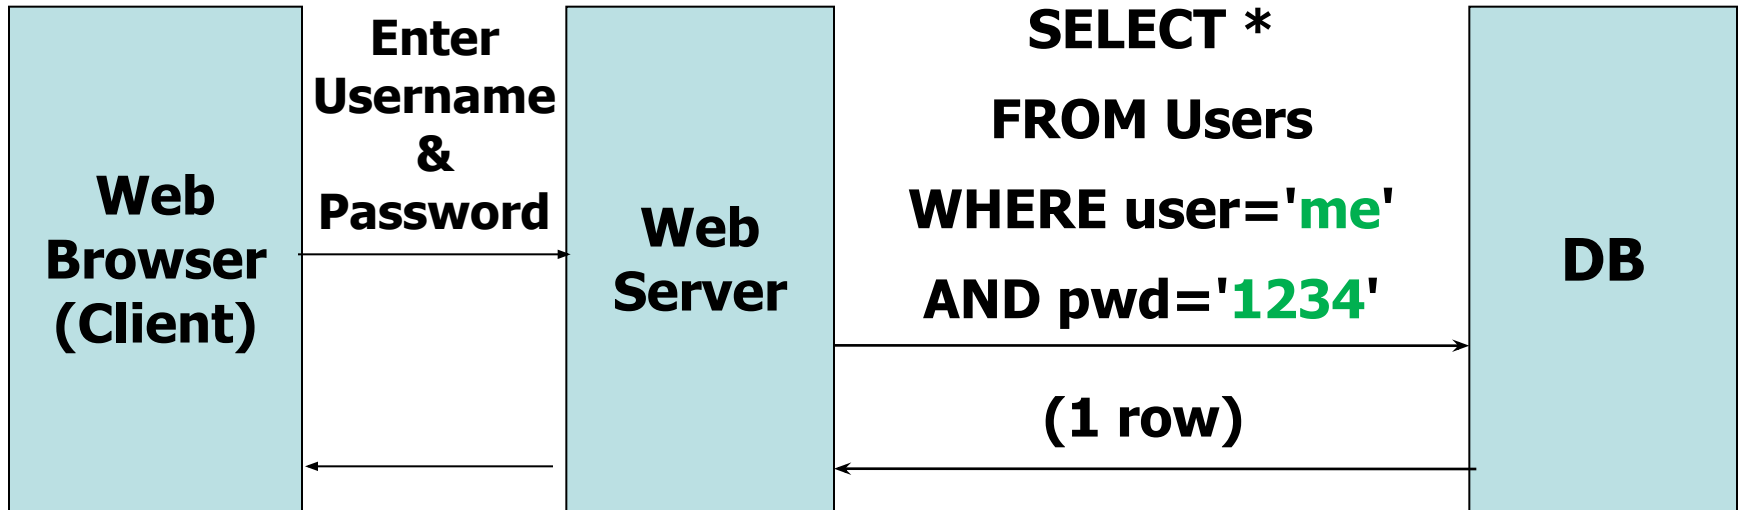 Web
Browser
(Client)
Enter
Username
&
Password
Web
Server
SELECT *
FROM Users
WHERE user='me'
AND pwd='1234'
(1 row)
DB